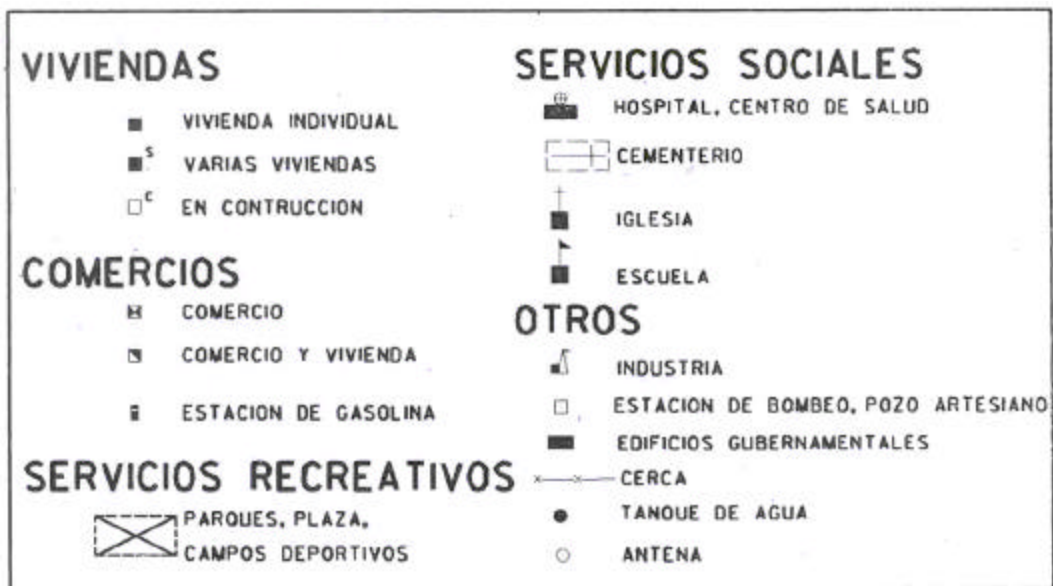 VIVIENDAS
VIVIENDA INDIVIDUAL
S
VARIAS VIVIENDAS
C
EN CONTRUCCION
COMERCIOS
COMERCIO
COMERCIO Y VIVIENDA
ESTACION DE GASOLINA
SERVICIOS RECREATIVOS
PARQUES, PLAZA,
CAMPOS DEPORTIVOS
SERVICIOS SOCIALES
HOSPITAL, CENTRO DE SALUD
CEMENTERIO
IGLESIA
ESCUELA
OTROS
INDUSTRIA
ESTACION DE BOMBEO, POZO ARTESIANO
EDIFICIOS GUBERNAMENTALES
CERCA
TANQUE DE AGUA
ANTENA